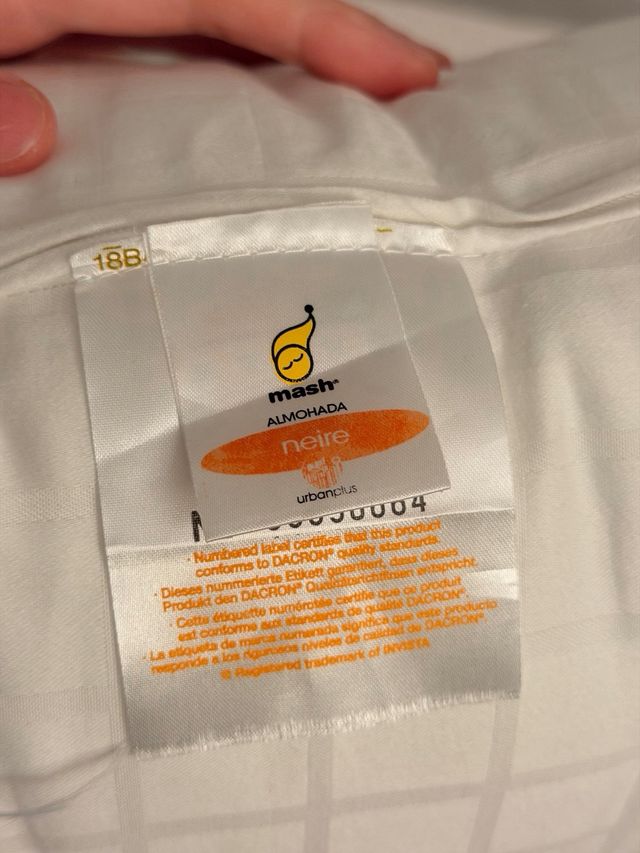 18B
mash®
ALMOHADA
neire
urbanplus
· Numbered label certifies that this product
conforms to DACRON® quality standards.
· Dieses nummerierte Etikett garantiert, dass dieses
Produkt den DACRON® Qualitätsrichtlinien entspricht.
· Cette étiquette numérotée certifie que ce produit
est conforme aux standards de qualité DACRON®.
· La etiqueta de marca numerada significa que este producto
responde a los rigurosos niveles de calidad de DACRON®.
® Registered trademark of INVISTA